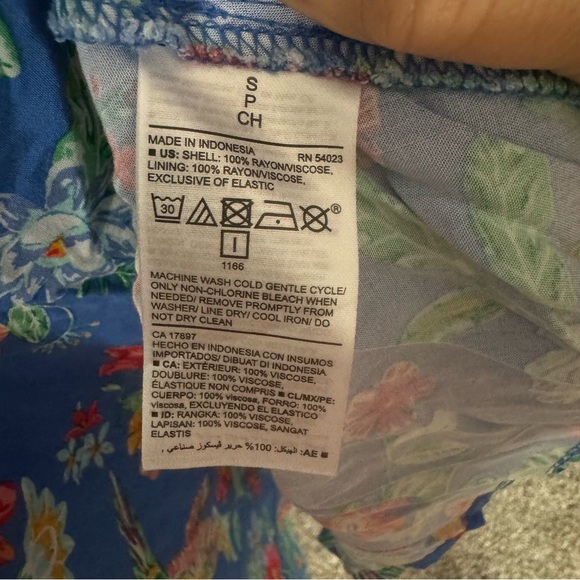 S
P
CH
MADE IN INDONESIA RN 54023
■ US: SHELL: 100% RAYON/VISCOSE,
LINING: 100% RAYON/VISCOSE,
EXCLUSIVE OF ELASTIC
30 ®
I
1166
MACHINE WASH COLD GENTLE CYCLE/
ONLY NON-CHLORINE BLEACH WHEN
NEEDED/ REMOVE PROMPTLY FROM
WASHER/ LINE DRY/ COOL IRON/ DO
NOT DRY CLEAN
CA 17897
HECHO EN INDONESIA CON INSUMOS
IMPORTADOS/ DIBUAT DI INDONESIA
■ CA: EXTÉRIEUR: 100% VISCOSE,
DOUBLURE: 100% VISCOSE,
ÉLASTIQUE NON COMPRIS ■ CL/MX/PE:
CUERPO: 100% viscosa, FORRO: 100%
viscosa, EXCLUYENDO EL ELASTICO
■ ID: RANGKA: 100% VISCOSE,
LAPISAN: 100% VISCOSE, SANGAT
ELASTIS
■ AE: الهيكل: 100% حرير فيسكوز صناعي ,